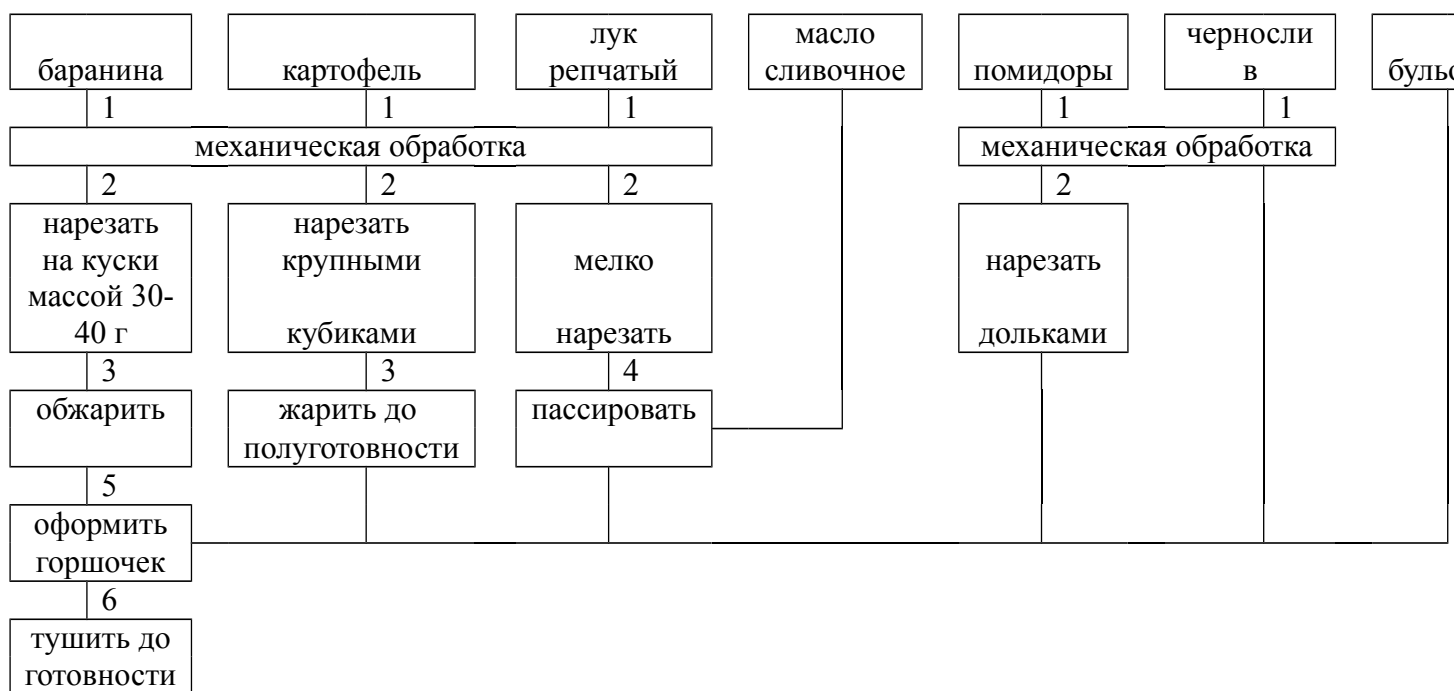 баранина
картофель
лук
репчатый
масло
сливочное
помидоры
черносли
в
1 1 1 1 1
механическая обработка
механическая обработка
2 2 2 2
нарезать
на куски
массой 30-
40 г
нарезать
крупными
кубиками
мелко
нарезать
нарезать
дольками
3 3 4
обжарить
жарить до
полуготовности
пассировать
5
оформить
горшочек
6
тушить до
готовности